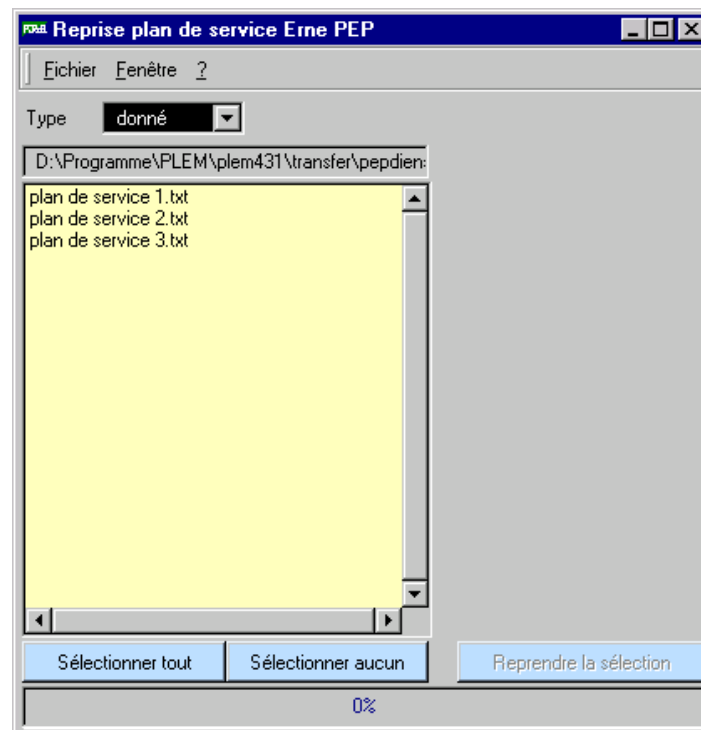 Reprise plan de service Erne PEP
Fichier Fenêtre ?
Type donné
D:\Programme\PLEM\plem431\transfer\pepdien
plan de service 1.txt
plan de service 2.txt
plan de service 3.txt
Sélectionner tout Sélectionner aucun Reprendre la sélection
0%